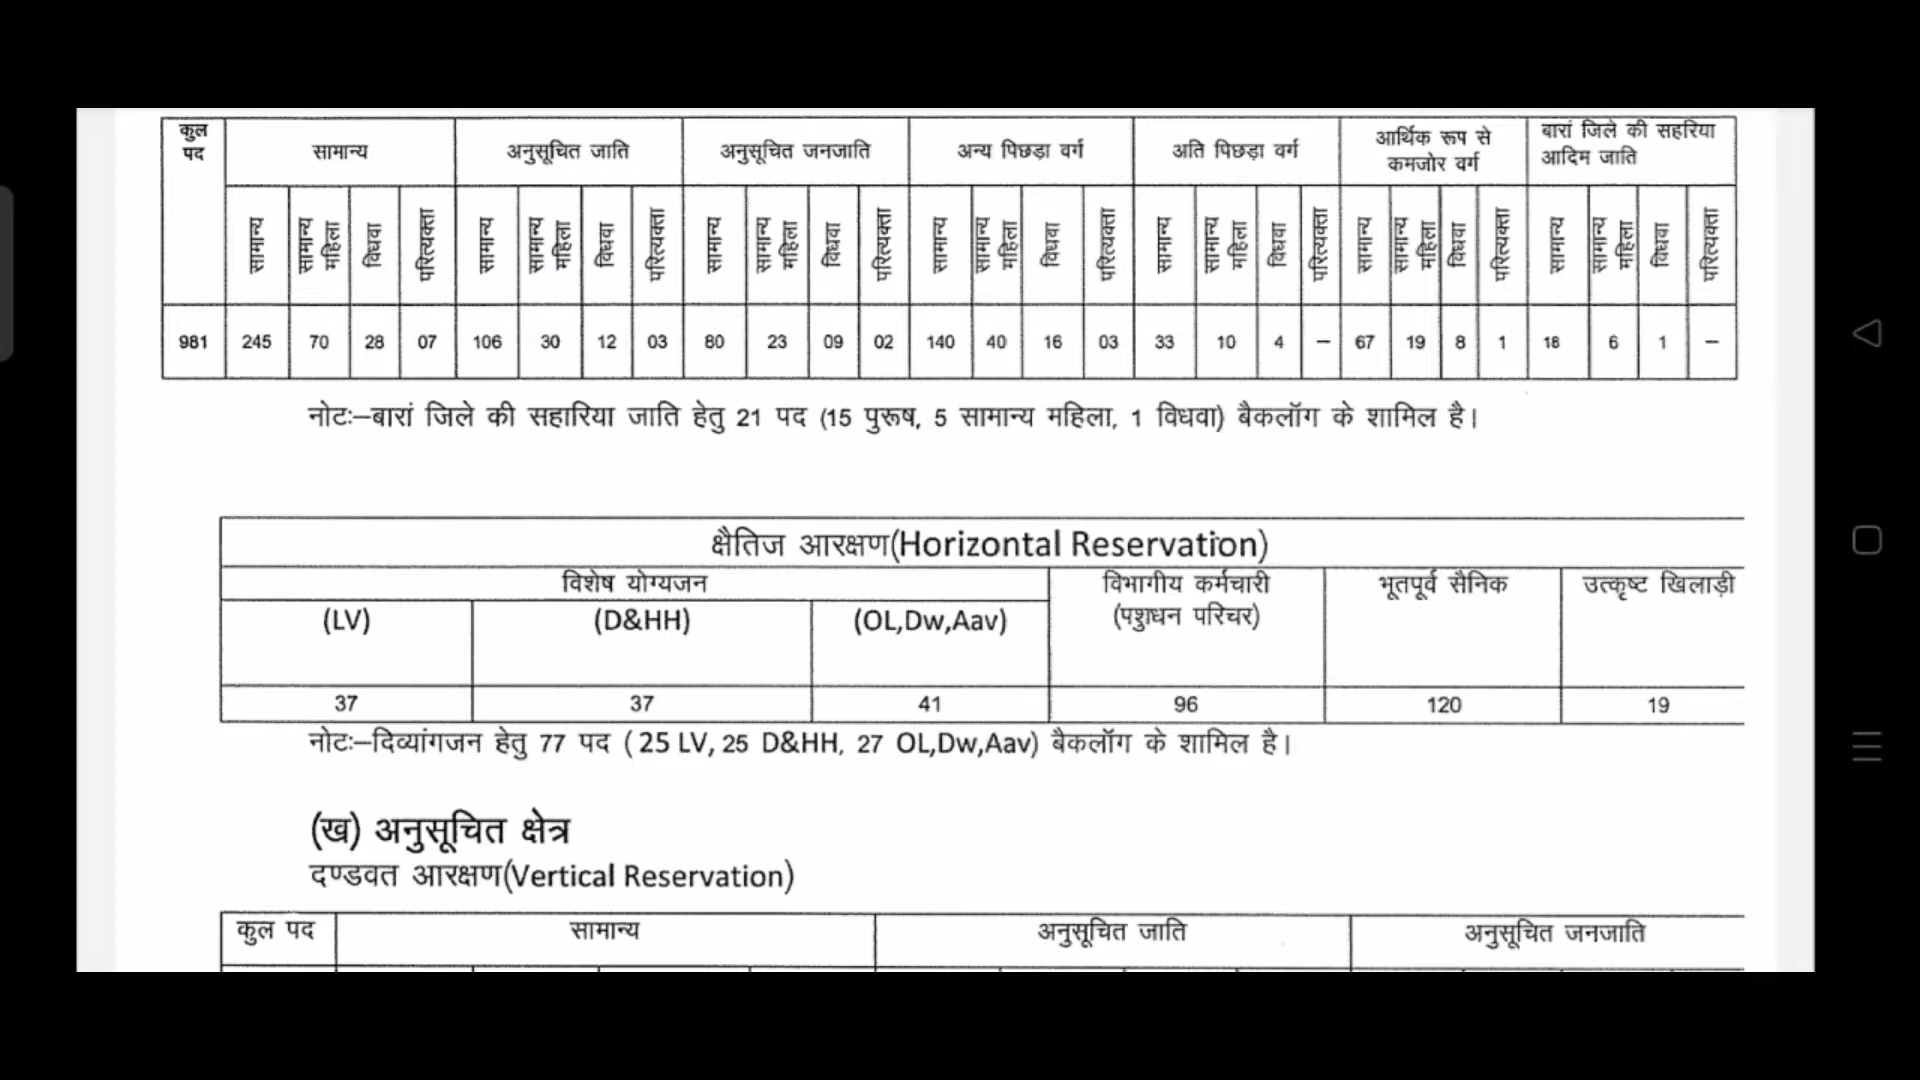 कुल पद सामान्य अनुसूचित जाति अनुसूचित जनजाति अन्य पिछड़ा वर्ग अति पिछड़ा वर्ग आर्थिक रूप से कमजोर वर्ग बारां जिले की सहरिया आदिम जाति
सामान्य सामान्य महिला विधवा परित्यक्ता सामान्य सामान्य महिला विधवा परित्यक्ता सामान्य सामान्य महिला विधवा परित्यक्ता सामान्य सामान्य महिला विधवा परित्यक्ता सामान्य सामान्य महिला विधवा परित्यक्ता सामान्य सामान्य महिला विधवा परित्यक्ता सामान्य सामान्य महिला विधवा परित्यक्ता
981 245 70 28 07 106 30 12 03 80 23 09 02 140 40 16 03 33 10 4 – 67 19 8 1 18 6 1 –
नोटः–बारां जिले की सहारिया जाति हेतु 21 पद (15 पुरूष, 5 सामान्य महिला, 1 विधवा) बैकलॉग के शामिल है।
क्षैतिज आरक्षण(Horizontal Reservation)
विशेष योग्यजन विभागीय कर्मचारी (पशुधन परिचर) भूतपूर्व सैनिक उत्कृष्ट खिलाड़ी
(LV) (D&HH) (OL,Dw,Aav)
37 37 41 96 120 19
नोटः–दिव्यांगजन हेतु 77 पद ( 25 LV, 25 D&HH, 27 OL,Dw,Aav) बैकलॉग के शामिल है।
(ख) अनुसूचित क्षेत्र
दण्डवत आरक्षण(Vertical Reservation)
कुल पद सामान्य अनुसूचित जाति अनुसूचित जनजाति